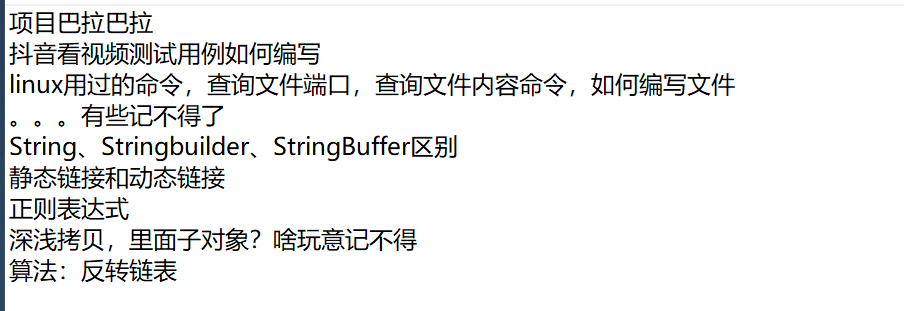 项目巴拉巴拉
抖音看视频测试用例如何编写
linux用过的命令，查询文件端口，查询文件内容命令，如何编写文件
。。。有些记不得了
String、Stringbuilder、StringBuffer区别
静态链接和动态链接
正则表达式
深浅拷贝，里面子对象？啥玩意记不得
算法：反转链表